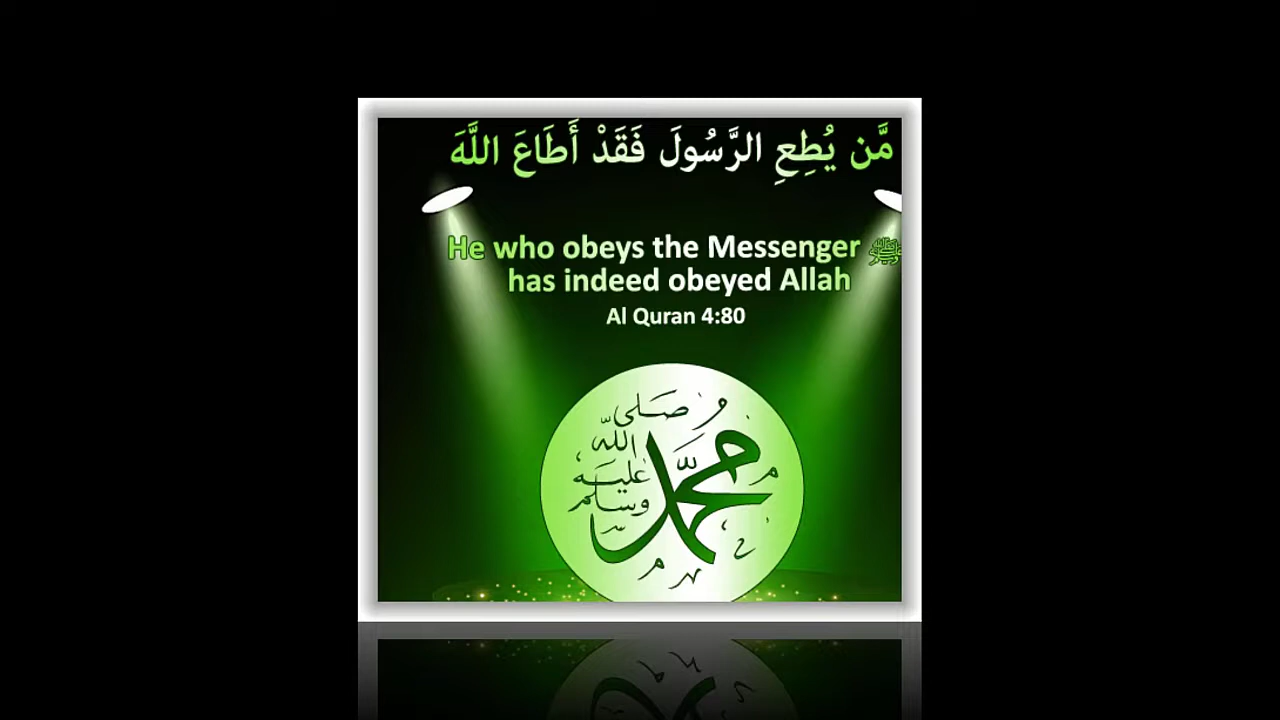 مَّن يُطِعِ الرَّسُولَ فَقَدْ أَطَاعَ اللَّهَ
He who obeys the Messenger ﷺ
has indeed obeyed Allah
Al Quran 4:80
محمد
صلى
الله
عليه
وسلم